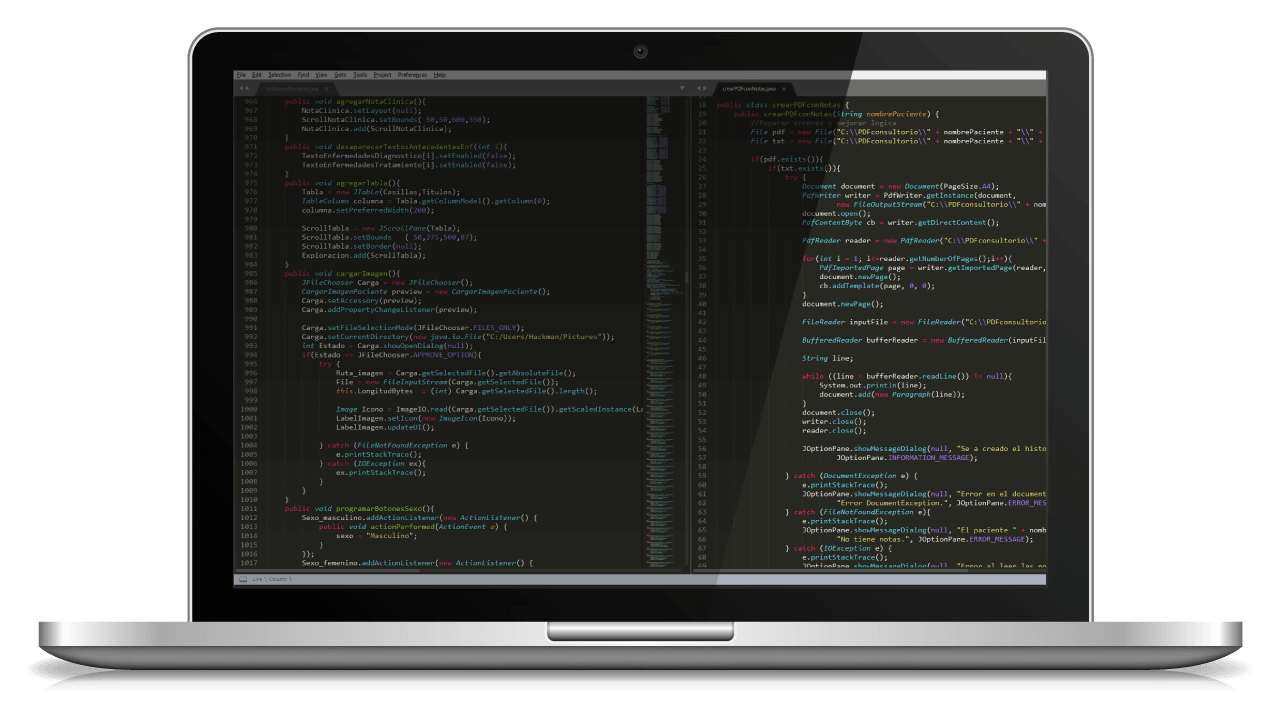 File Edit Selection Find View Goto Tools Project Preferences Help
966 public void agregarNotaClinica(){
967 NotaClinica.setLayout(null);
968 ScrollNotaClinica.setBounds( 50,50,600,350);
969 NotaClinica.add(ScrollNotaClinica);
970 }
971 public void desaparecerTextosAntecedentesEnf(int i){
972 TextoEnfermedadesDiagnostico[i].setEnabled(false);
973 TextoEnfermedadesTratamiento[i].setEnabled(false);
974 }
975 public void agregarTabla(){
976 Tabla = new JTable(Casillas,Titulos);
977 TableColumn columna = Tabla.getColumnModel().getColumn(0);
978 columna.setPreferredWidth(200);
979
980 ScrollTabla = new JScrollPane(Tabla);
981 ScrollTabla.setBounds ( 50,275,500,87);
982 ScrollTabla.setBorder(null);
983 Exploracion.add(ScrollTabla);
984 }
985 public void cargarImagen(){
986 JFileChooser Carga = new JFileChooser();
987 CargarImagenPaciente preview = new CargarImagenPaciente();
988 Carga.setAccessory(preview);
989 Carga.addPropertyChangeListener(preview);
990
991 Carga.setFileSelectionMode(JFileChooser.FILES_ONLY);
992 Carga.setCurrentDirectory(new java.io.File("C:/Users/Hackman/Pictures"));
993 int Estado = Carga.showOpenDialog(null);
994 if(Estado == JFileChooser.APPROVE_OPTION){
995 try {
996 Ruta_imagen = Carga.getSelectedFile().getAbsoluteFile();
997 File = new FileInputStream(Carga.getSelectedFile());
998 this.LongitudBytes = (int) Carga.getSelectedFile().length();
999
1000 Image Icono = ImageIO.read(Carga.getSelectedFile()).getScaledInstance(La
1001 LabelImagen.setIcon(new ImageIcon(Icono));
1002 LabelImagen.updateUI();
1003
1004 } catch (FileNotFoundException e) {
1005 e.printStackTrace();
1006 } catch (IOException ex){
1007 ex.printStackTrace();
1008 }
1009 }
1010 }
1011 public void programarBotonesSexo(){
1012 Sexo_masculino.addActionListener(new ActionListener() {
1013 public void actionPerformed(ActionEvent e) {
1014 sexo = "Masculino";
1015 }
1016 });
1017 Sexo_femenino.addActionListener(new ActionListener() {
Line 1, Column 1
crearPDFconNotas.java
18 public class crearPDFconNotas {
19 public crearPDFconNotas(String nombrePaciente) {
20 //Reparar errores y mejorar logica
21 File pdf = new File("C:\\PDFconsultorio\\" + nombrePaciente + "\\" +
22 File txt = new File("C:\\PDFconsultorio\\" + nombrePaciente + "\\" +
23
24 if(pdf.exists()){
25 if(txt.exists()){
26 try {
27 Document document = new Document(PageSize.A4);
28 PdfWriter writer = PdfWriter.getInstance(document,
29 new FileOutputStream("C:\\PDFconsultorio\\" + nom
30 document.open();
31 PdfContentByte cb = writer.getDirectContent();
32
33 PdfReader reader = new PdfReader("C:\\PDFconsultorio\\" +
34
35 for(int i = 1; i<=reader.getNumberOfPages();i++){
36 PdfImportedPage page = writer.getImportedPage(reader,
37 document.newPage();
38 cb.addTemplate(page, 0, 0);
39 }
40 document.newPage();
41
42 FileReader inputFile = new FileReader("C:\\PDFconsultorio
43
44 BufferedReader bufferReader = new BufferedReader(inputFil
45
46 String line;
47
48 while ((line = bufferReader.readLine()) != null){
49 System.out.println(line);
50 document.add(new Paragraph(line));
51 }
52 document.close();
53 writer.close();
54 reader.close();
55
56 JOptionPane.showMessageDialog(null, "Se a creado el histo
57 JOptionPane.INFORMATION_MESSAGE);
58
59 } catch (DocumentException e) {
60 e.printStackTrace();
61 JOptionPane.showMessageDialog(null, "Error en el document
62 "Error DocumentException.", JOptionPane.ERROR_MES
63 } catch (FileNotFoundException e){
64 e.printStackTrace();
65 JOptionPane.showMessageDialog(null, "El paciente " + nomb
66 "No tiene notas.", JOptionPane.ERROR_MESSAGE);
67 } catch (IOException e) {
68 e.printStackTrace();
69 JOptionPane.showMessageDialog(null, "Error al leer las no